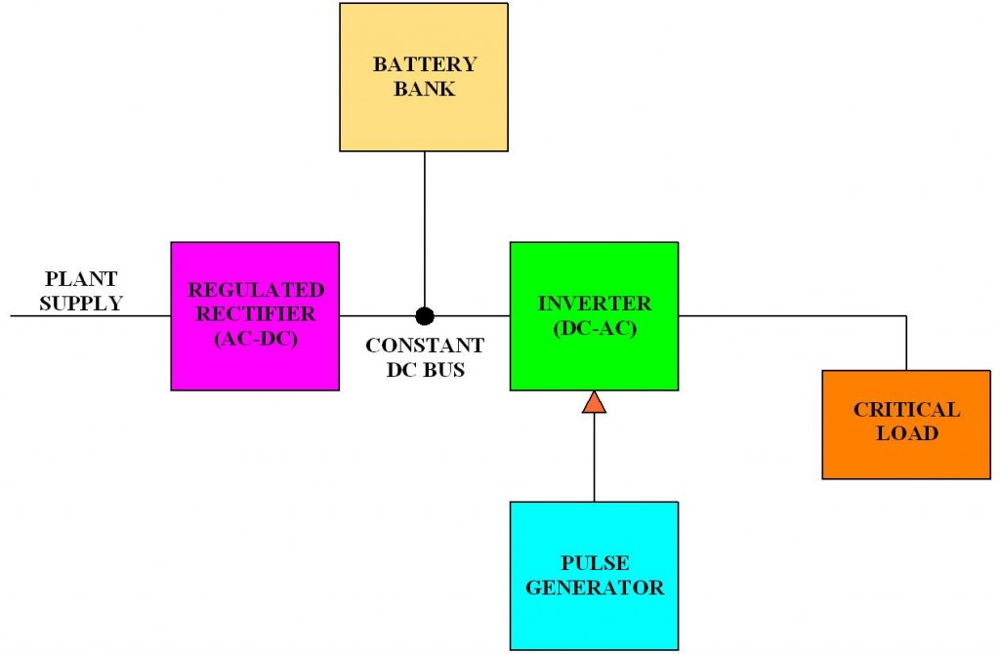 BATTERY
BANK
PLANT
SUPPLY
REGULATED
RECTIFIER
(AC-DC)
CONSTANT
DC BUS
INVERTER
(DC-AC)
CRITICAL
LOAD
PULSE
GENERATOR